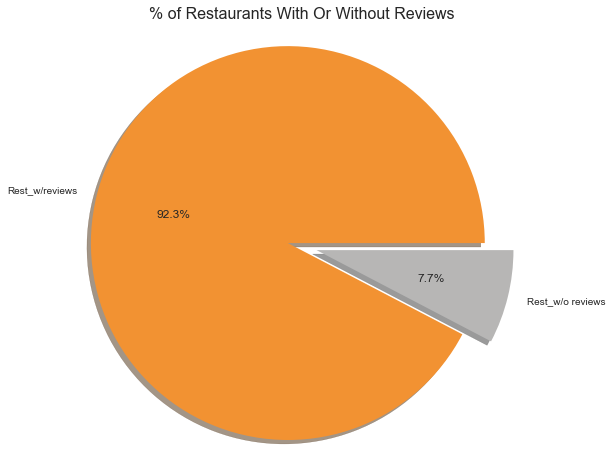 % of Restaurants With Or Without Reviews
Rest_w/reviews
92.3%
7.7%
Rest_w/o reviews